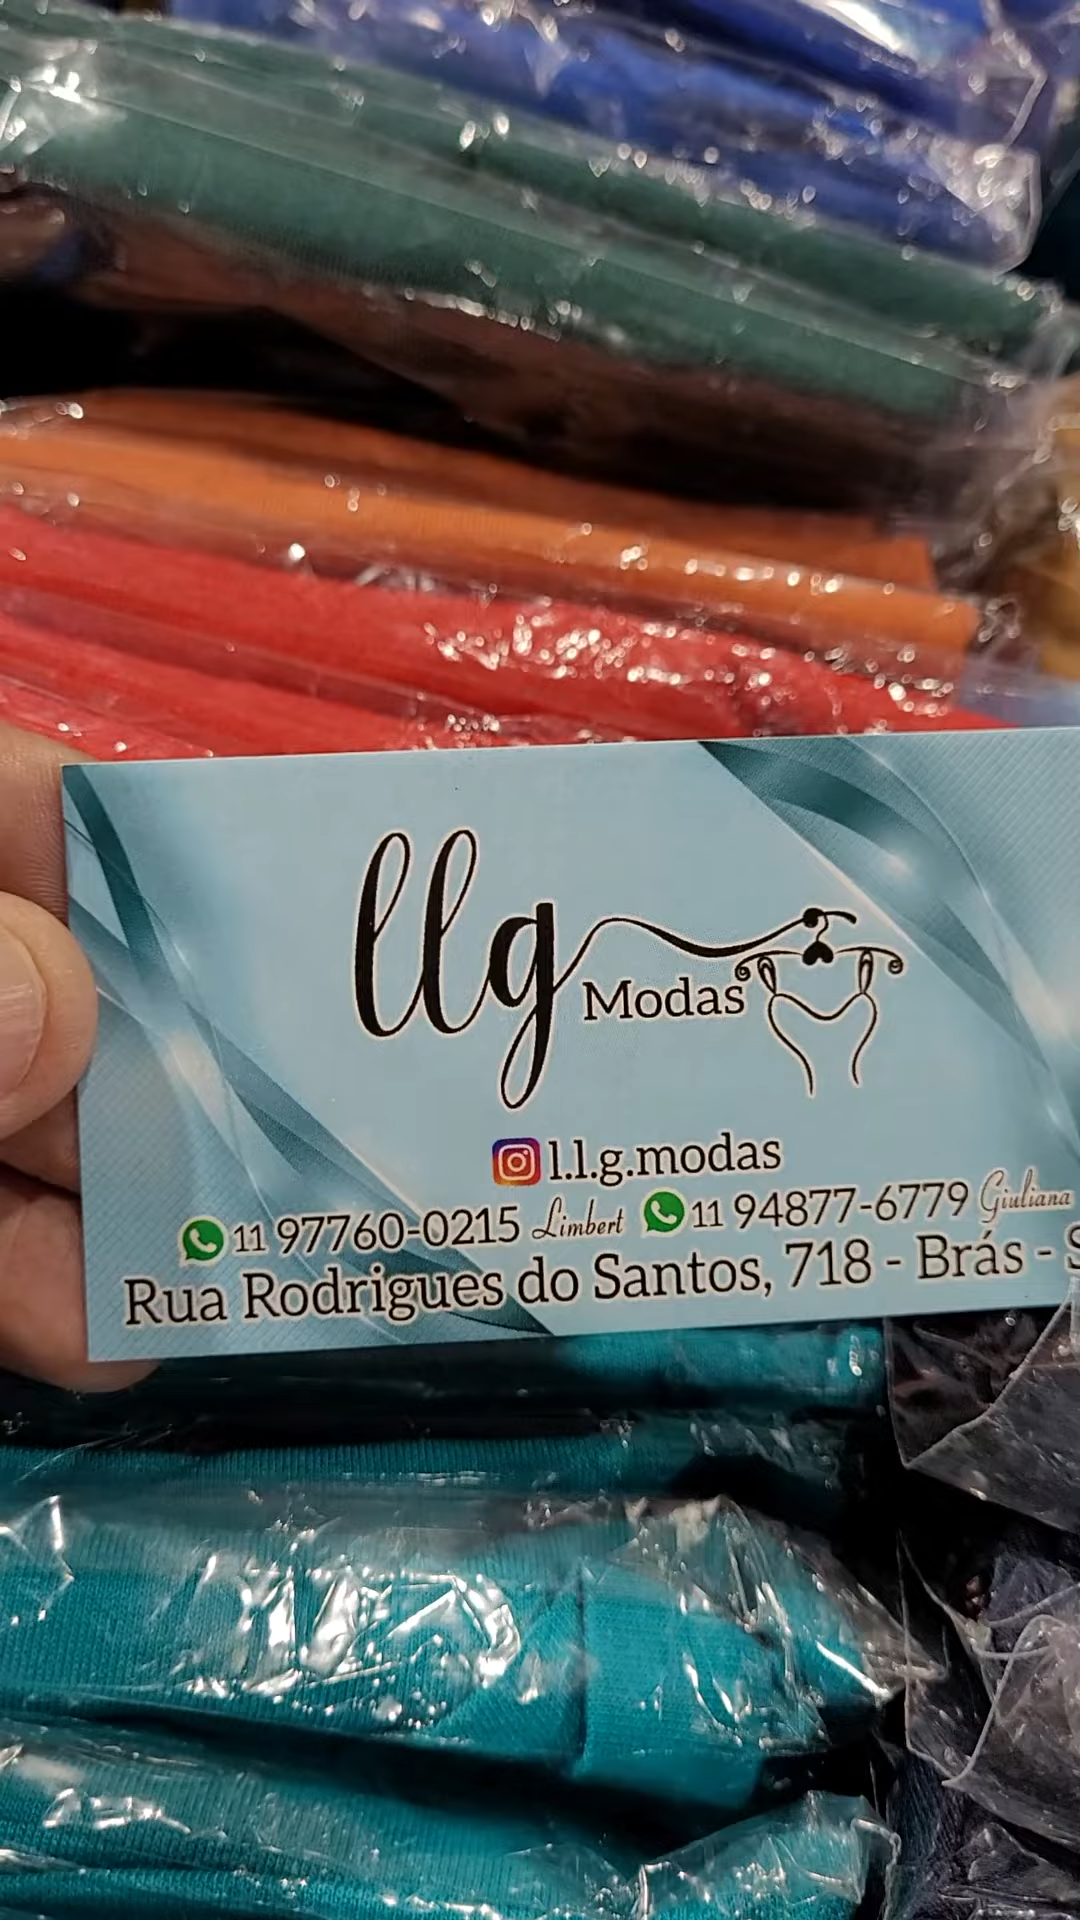 llg
Modas
l.l.g.modas
11 97760-0215 Limbert 11 94877-6779 Giuliana
Rua Rodrigues do Santos, 718 - Brás - S